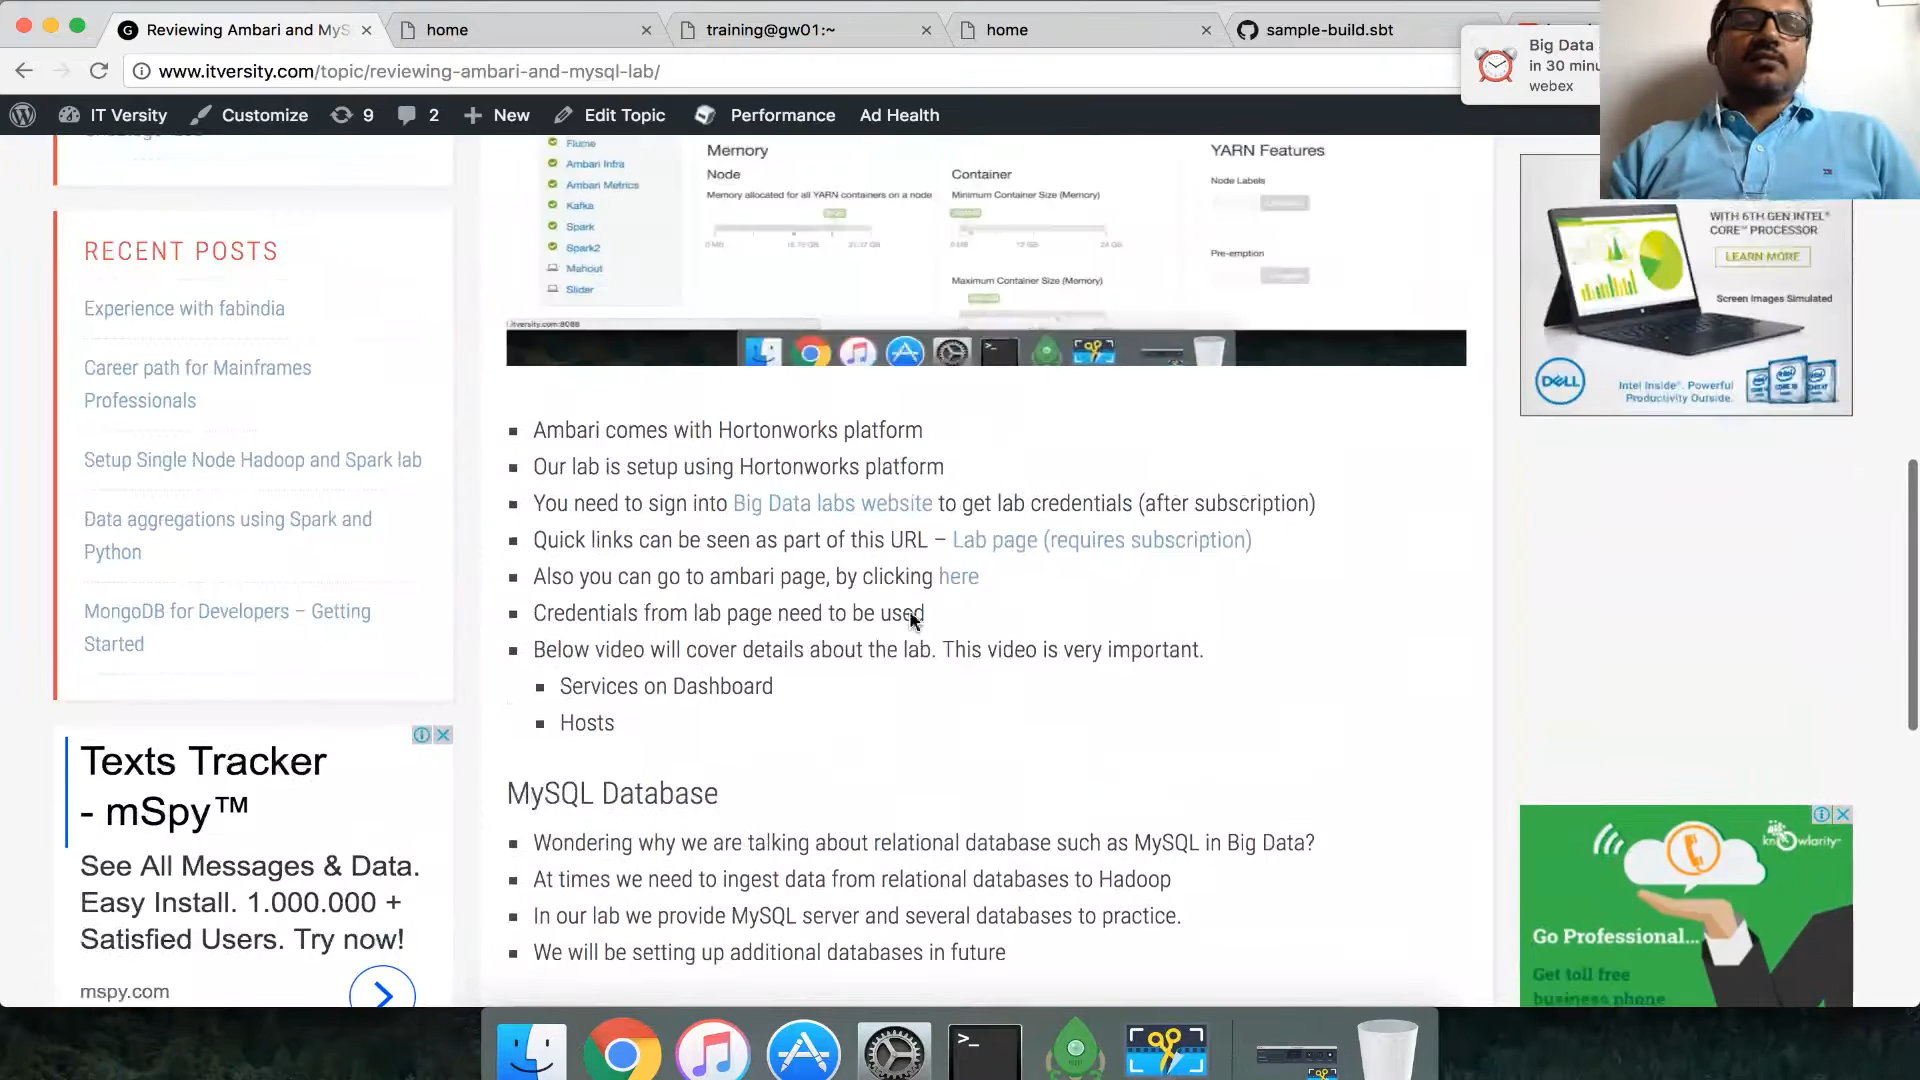 Reviewing Ambari and MyS
home
training@gw01:~
home
sample-build.sbt
Big Data
in 30 minu
webex
www.itversity.com/topic/reviewing-ambari-and-mysql-lab/
IT Versity
Customize
9
2
New
Edit Topic
Performance
Ad Health
RECENT POSTS
Experience with fabindia
Career path for Mainframes
Professionals
Setup Single Node Hadoop and Spark lab
Data aggregations using Spark and
Python
MongoDB for Developers – Getting
Started
Texts Tracker
- mSpy™
See All Messages & Data.
Easy Install. 1.000.000 +
Satisfied Users. Try now!
mspy.com
Flume
Ambari Infra
Ambari Metrics
Kafka
Spark
Spark2
Mahout
Slider
Memory
Node
Memory allocated for all YARN containers on a node
Container
Minimum Container Size (Memory)
Maximum Container Size (Memory)
YARN Features
Node Labels
Pre-emption
.itversity.com:8088
Ambari comes with Hortonworks platform
Our lab is setup using Hortonworks platform
You need to sign into Big Data labs website to get lab credentials (after subscription)
Quick links can be seen as part of this URL – Lab page (requires subscription)
Also you can go to ambari page, by clicking here
Credentials from lab page need to be used
Below video will cover details about the lab. This video is very important.
Services on Dashboard
Hosts
MySQL Database
Wondering why we are talking about relational database such as MySQL in Big Data?
At times we need to ingest data from relational databases to Hadoop
In our lab we provide MySQL server and several databases to practice.
We will be setting up additional databases in future
WITH 6TH GEN INTEL®
CORE™ PROCESSOR
LEARN MORE
Screen Images Simulated
DELL
Intel Inside®. Powerful
Productivity Outside.
knowlarity
Go Professional...
Get toll free
business phone